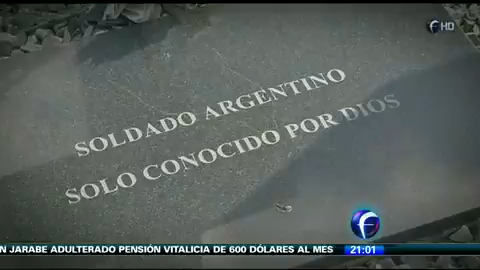 HD
SOLDADO ARGENTINO
SOLO CONOCIDO POR DIOS
N JARABE ADULTERADO PENSIÓN VITALICIA DE 600 DÓLARES AL MES
21:01